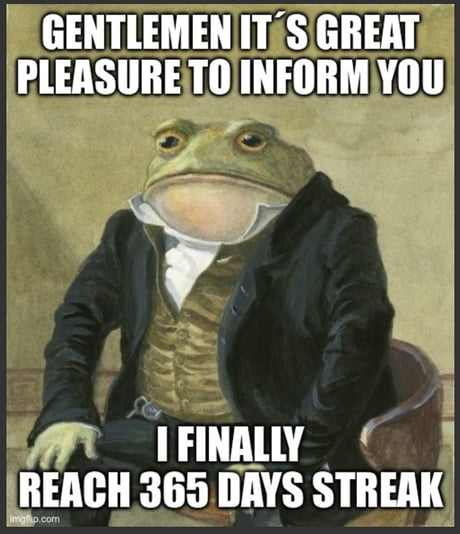 GENTLEMEN IT´S GREAT
PLEASURE TO INFORM YOU
I FINALLY
REACH 365 DAYS STREAK
imgflip.com